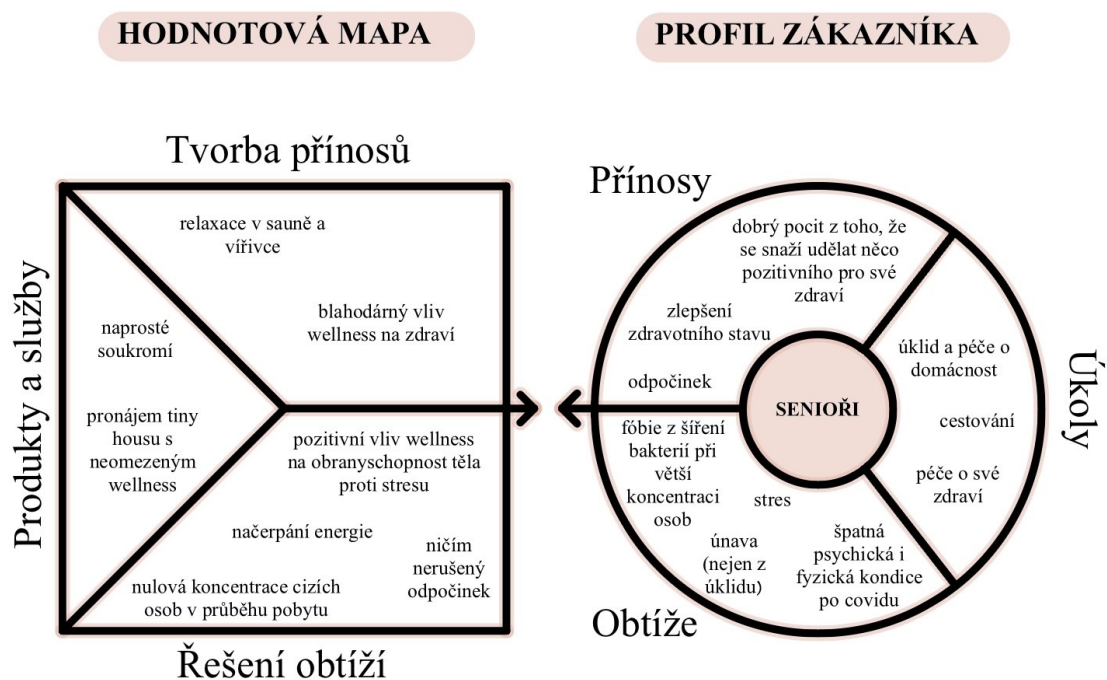 HODNOTOVÁ MAPA
PROFIL ZÁKAZNÍKA
Tvorba přínosů
relaxace v sauně a
vířivce
blahodárný vliv
wellness na zdraví
Produkty a služby
naprosté
soukromí
pronájem tiny
housu s
neomezeným
wellness
pozitivní vliv wellness
na obranyschopnost těla
proti stresu
načerpání energie
ničím
nerušený
odpočinek
nulová koncentrace cizích
osob v průběhu pobytu
Řešení obtíží
Přínosy
dobrý pocit z toho, že
se snaží udělat něco
pozitivního pro své
zdraví
zlepšení
zdravotního stavu
odpočinek
SENIOŘI
Úkoly
úklid a péče o
domácnost
cestování
péče o své
zdraví
fóbie z šíření
bakterií při
větší
koncentraci
osob
stres
únava
(nejen z
úklidu)
špatná
psychická i
fyzická kondice
po covidu
Obtíže